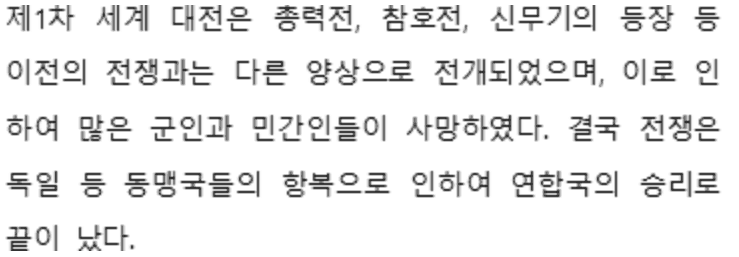 제1차 세계 대전은 총력전, 참호전, 신무기의 등장 등
이전의 전쟁과는 다른 양상으로 전개되었으며, 이로 인
하여 많은 군인과 민간인들이 사망하였다. 결국 전쟁은
독일 등 동맹국들의 항복으로 인하여 연합국의 승리로
끝이 났다.